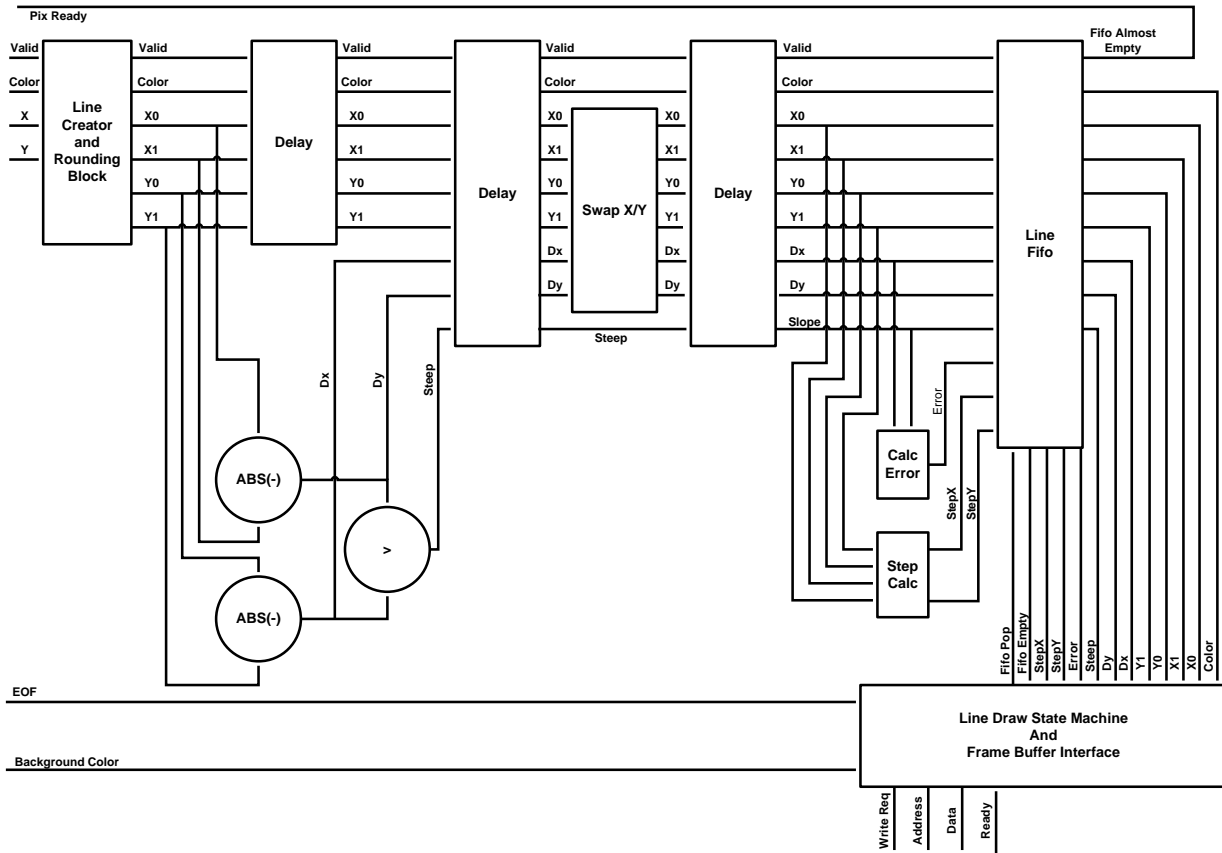 Pix Ready
Fifo Almost
Empty
Valid
Valid
Valid
Valid
Valid
Color
Color
Color
Color
Color
X
X0
X0
X0
X0
X0
Y
X1
X1
X1
X1
X1
Y0
Y0
Y0
Y0
Y0
Y1
Y1
Y1
Y1
Y1
Dx
Dx
Dx
Dy
Dy
Dy
Line
Creator
and
Rounding
Block
Delay
Delay
Swap X/Y
Delay
Line
Fifo
Steep
Slope
Dx
Dy
Steep
Error
ABS(-)
Calc
Error
StepX
StepY
>
Step
Calc
ABS(-)
Fifo Pop
Fifo Empty
StepX
StepY
Error
Steep
Dy
Dx
Y1
Y0
X1
X0
Color
EOF
Line Draw State Machine
And
Frame Buffer Interface
Background Color
Write Req
Address
Data
Ready